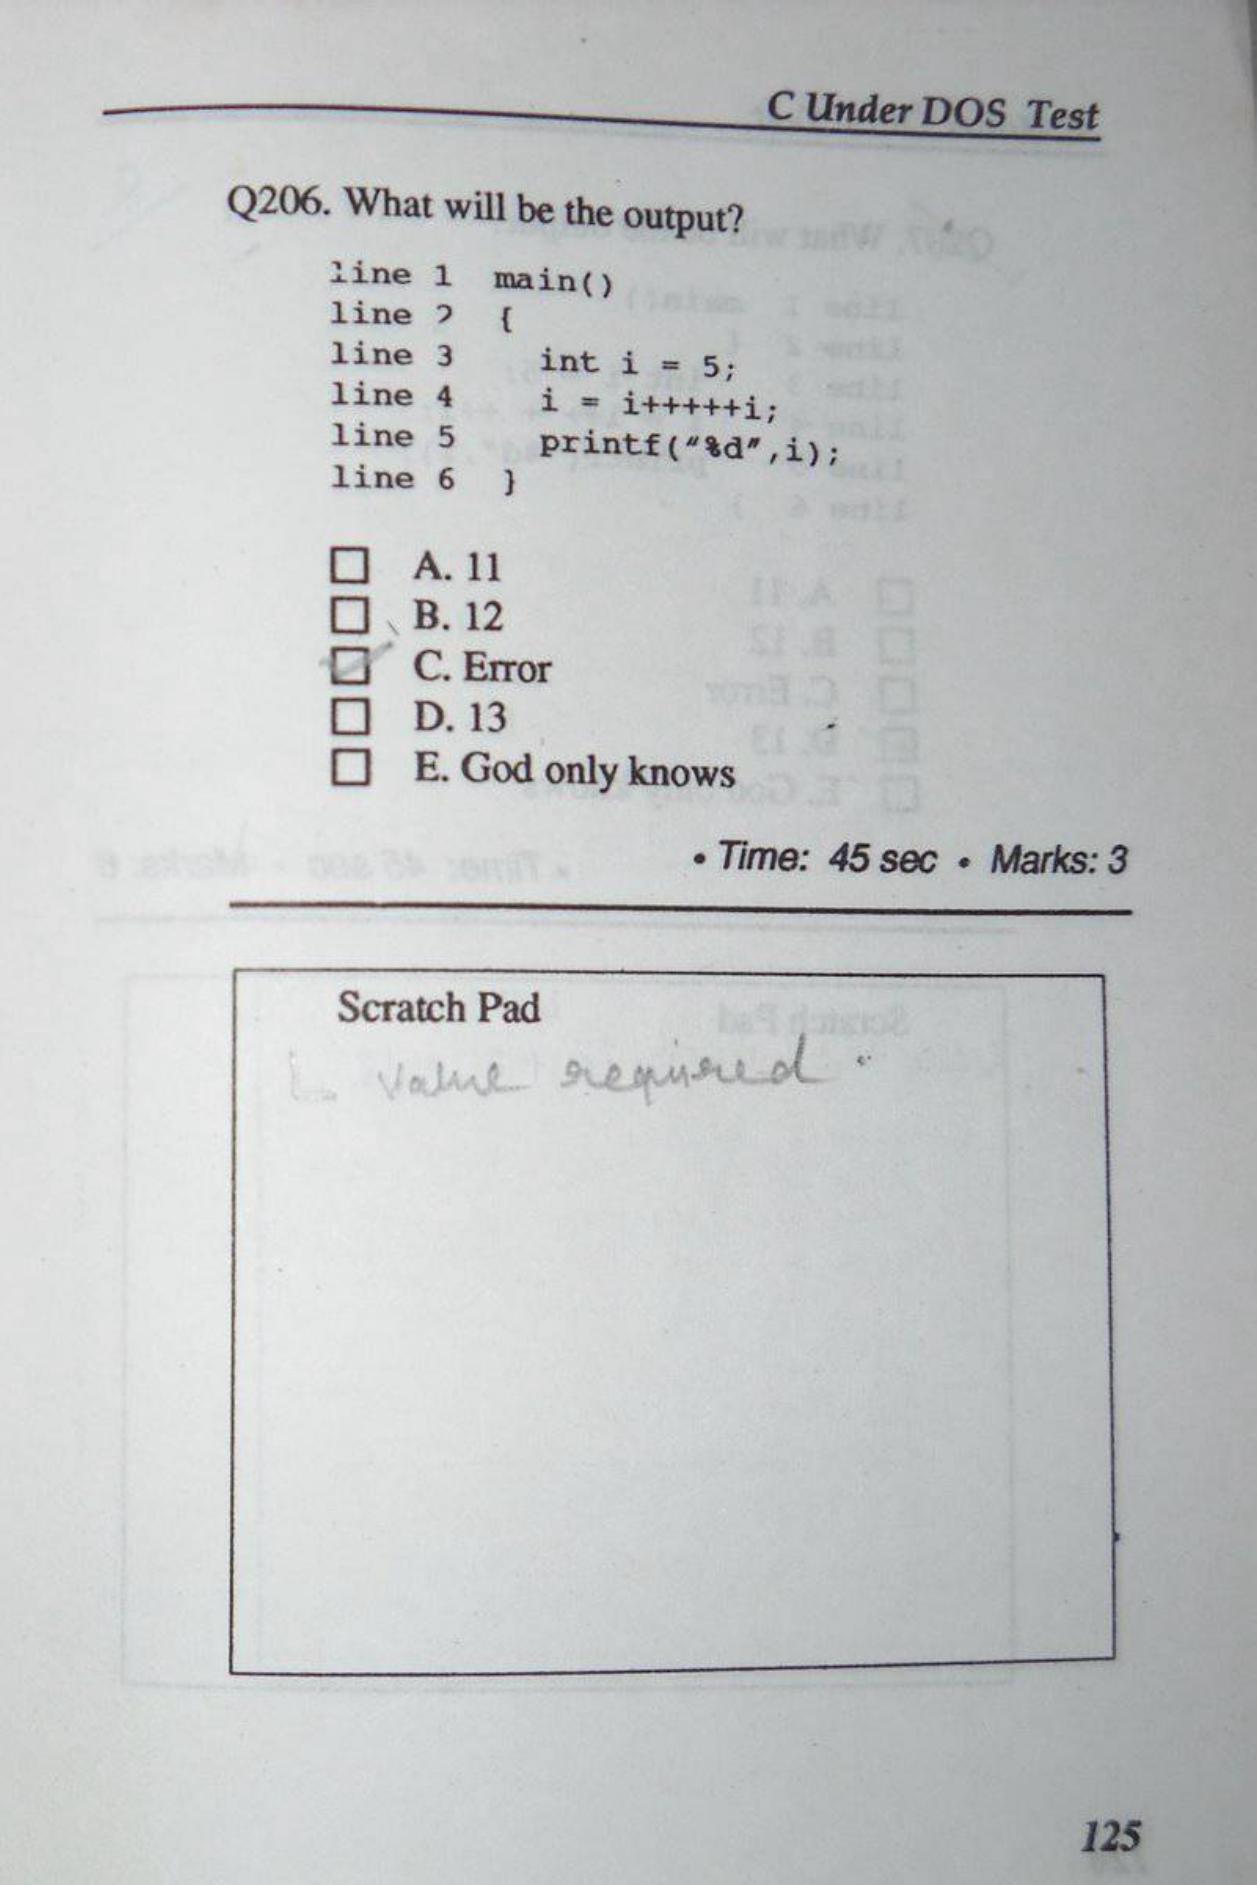 C Under DOS Test
Q206. What will be the output?
line 1 main()
line 2 {
line 3 int i = 5;
line 4 i = i+++++i;
line 5 printf("%d",i);
line 6 }
A. 11
B. 12
C. Error
D. 13
E. God only knows
• Time: 45 sec • Marks: 3
Scratch Pad
L value required
125